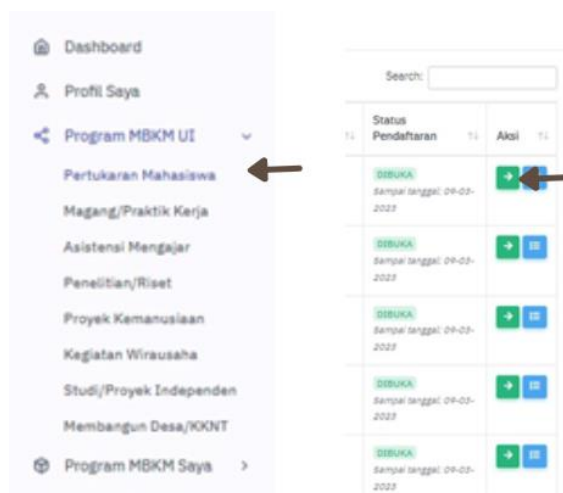 Dashboard
Profil Saya
Program MBKM UI
Pertukaran Mahasiswa
Magang/Praktik Kerja
Asistensi Mengajar
Penelitian/Riset
Proyek Kemanusiaan
Kegiatan Wirausaha
Studi/Proyek Independen
Membangun Desa/KKNT
Program MBKM Saya
Search:
Status
Pendaftaran
Aksi
DIBUKA
Sampai tanggal: 09-03-
2023
DIBUKA
Sampai tanggal: 09-03-
2023
DIBUKA
Sampai tanggal: 09-03-
2023
DIBUKA
Sampai tanggal: 09-03-
2023
DIBUKA
Sampai tanggal: 09-03-
2023